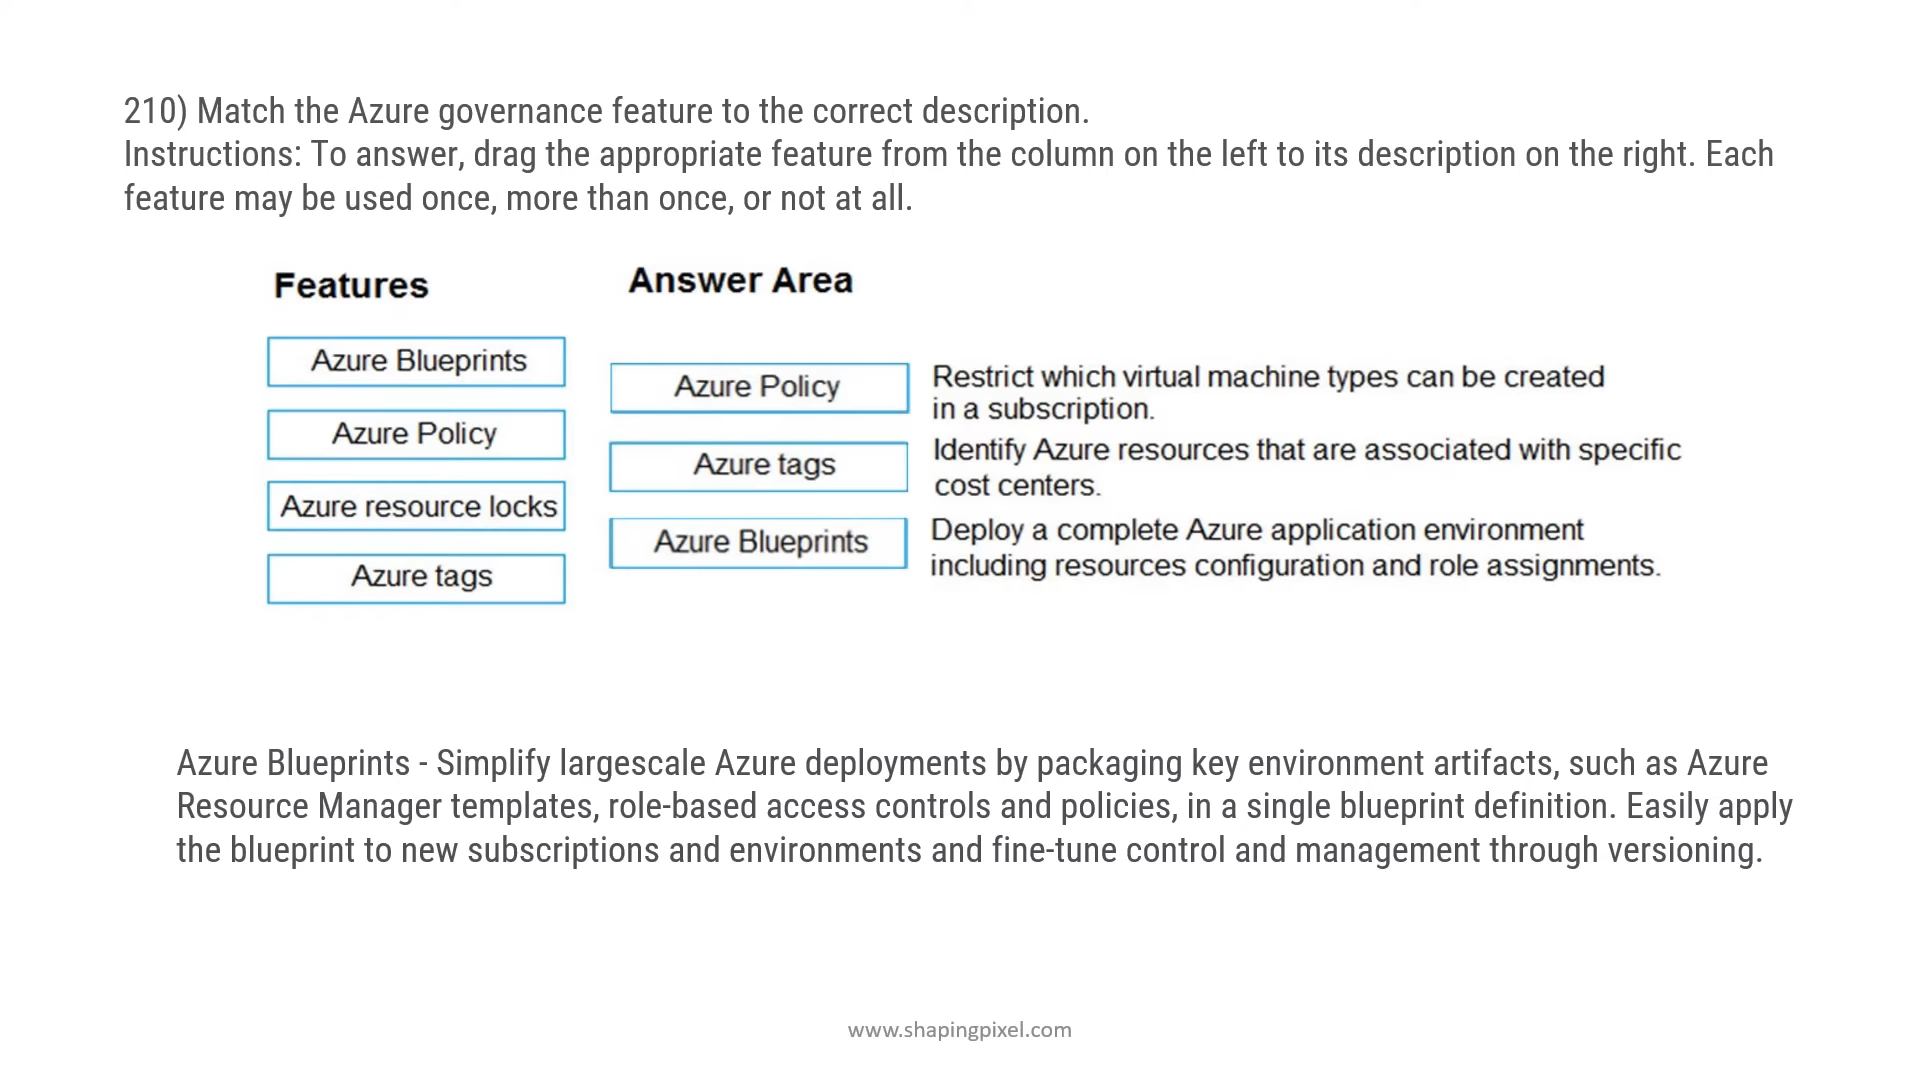 210) Match the Azure governance feature to the correct description.
Instructions: To answer, drag the appropriate feature from the column on the left to its description on the right. Each
feature may be used once, more than once, or not at all.
Features
Azure Blueprints
Azure Policy
Azure resource locks
Azure tags
Answer Area
Azure Policy
Restrict which virtual machine types can be created
in a subscription.
Azure tags
Identify Azure resources that are associated with specific
cost centers.
Azure Blueprints
Deploy a complete Azure application environment
including resources configuration and role assignments.
Azure Blueprints - Simplify largescale Azure deployments by packaging key environment artifacts, such as Azure
Resource Manager templates, role-based access controls and policies, in a single blueprint definition. Easily apply
the blueprint to new subscriptions and environments and fine-tune control and management through versioning.
www.shapingpixel.com